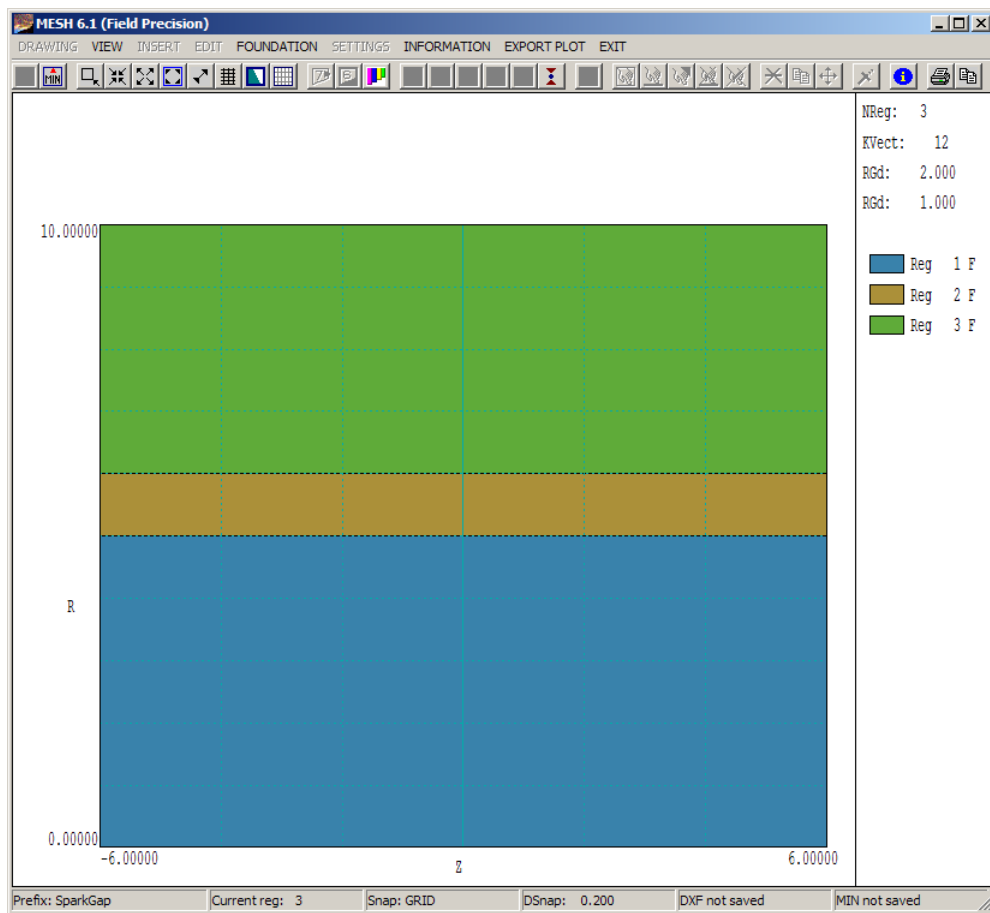 MESH 6.1 (Field Precision)
DRAWING VIEW INSERT EDIT FOUNDATION SETTINGS INFORMATION EXPORT PLOT EXIT
MIN
NReg: 3
KVect: 12
RGd: 2.000
RGd: 1.000
10.00000
Reg 1 F
Reg 2 F
Reg 3 F
R
0.00000
-6.00000
Z
6.00000
Prefix: SparkGap Current reg: 3 Snap: GRID DSnap: 0.200 DXF not saved MIN not saved